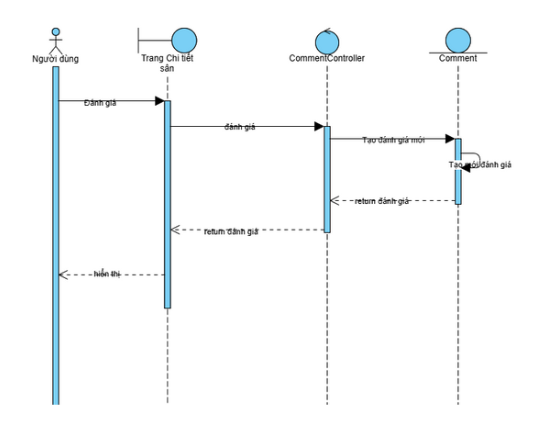 Người dùng
Trang Chi tiết
sân
CommentController
Comment
Đánh giá
đánh giá
Tạo đánh giá mới
Tạo mới đánh giá
return đánh giá
return đánh giá
hiển thị